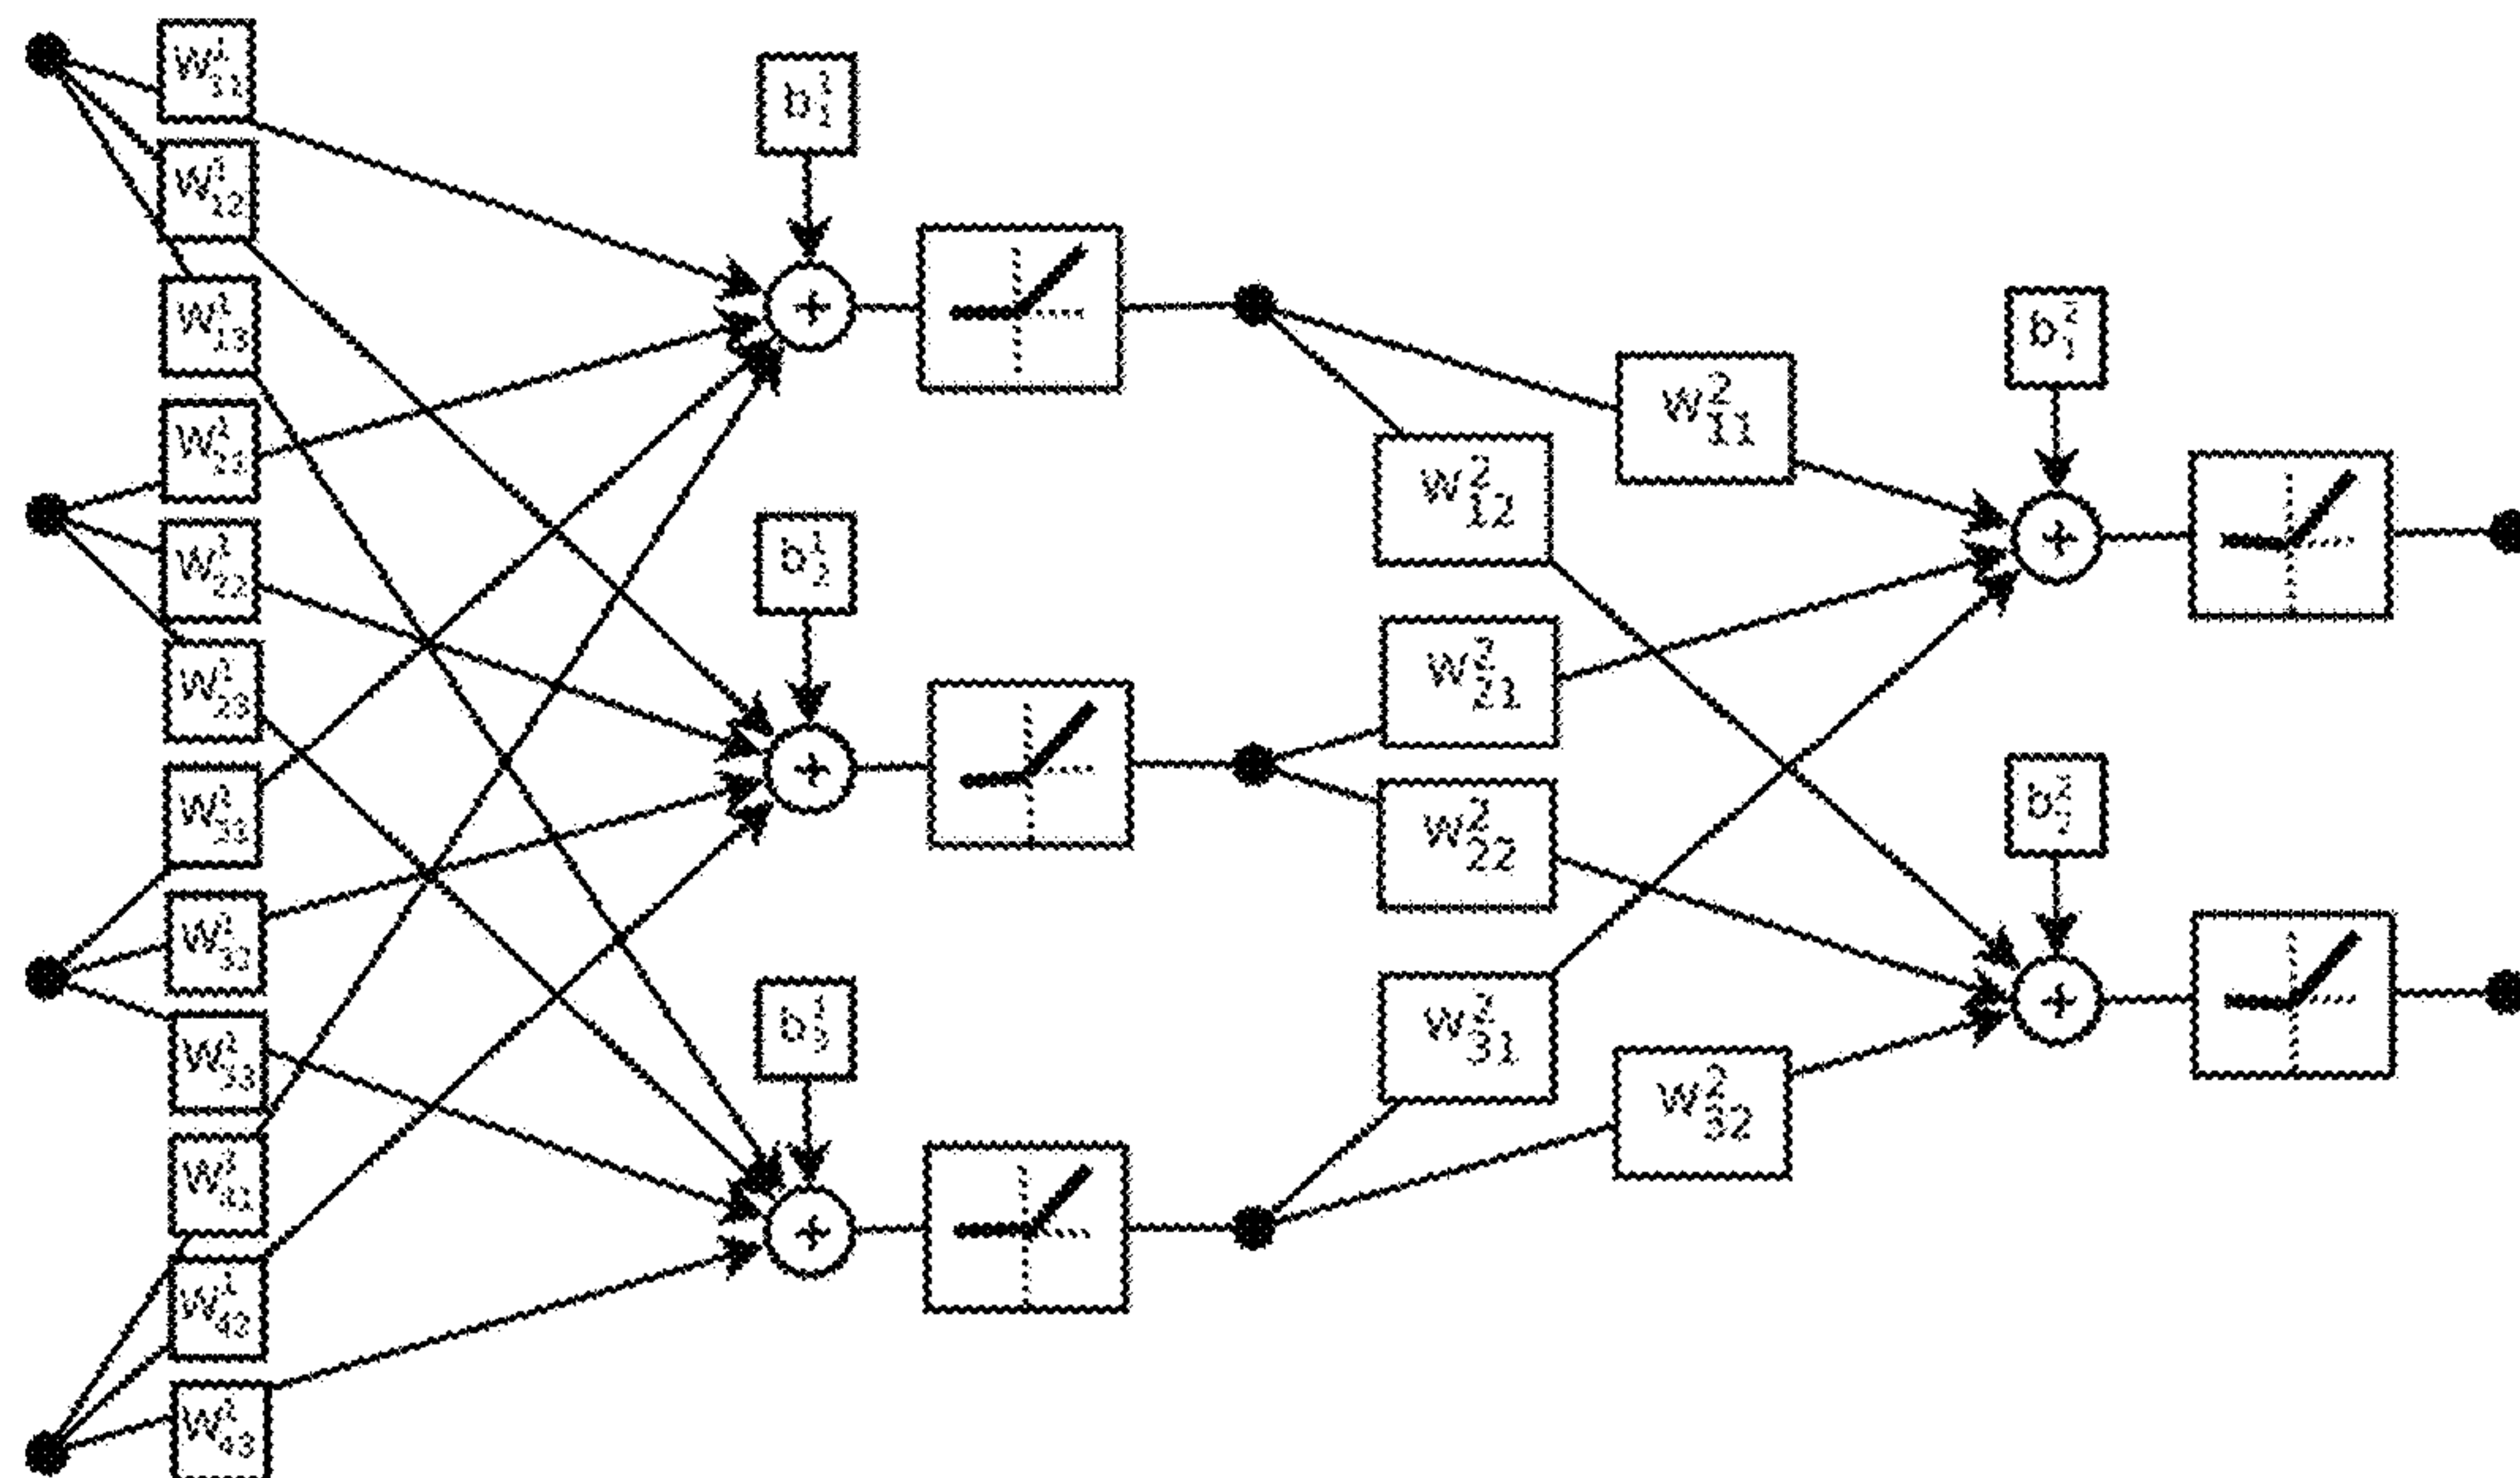 W¹₁₁
W¹₁₂
W¹₁₃
W¹₂₁
W¹₂₂
W¹₂₃
W¹₃₁
W¹₃₂
W¹₃₃
W¹₄₁
W¹₄₂
W¹₄₃
b¹₁
+
b¹₂
+
b¹₃
+
W²₁₁
W²₁₂
W²₂₁
W²₂₂
W²₃₁
W²₃₂
b²₁
+
b²₂
+